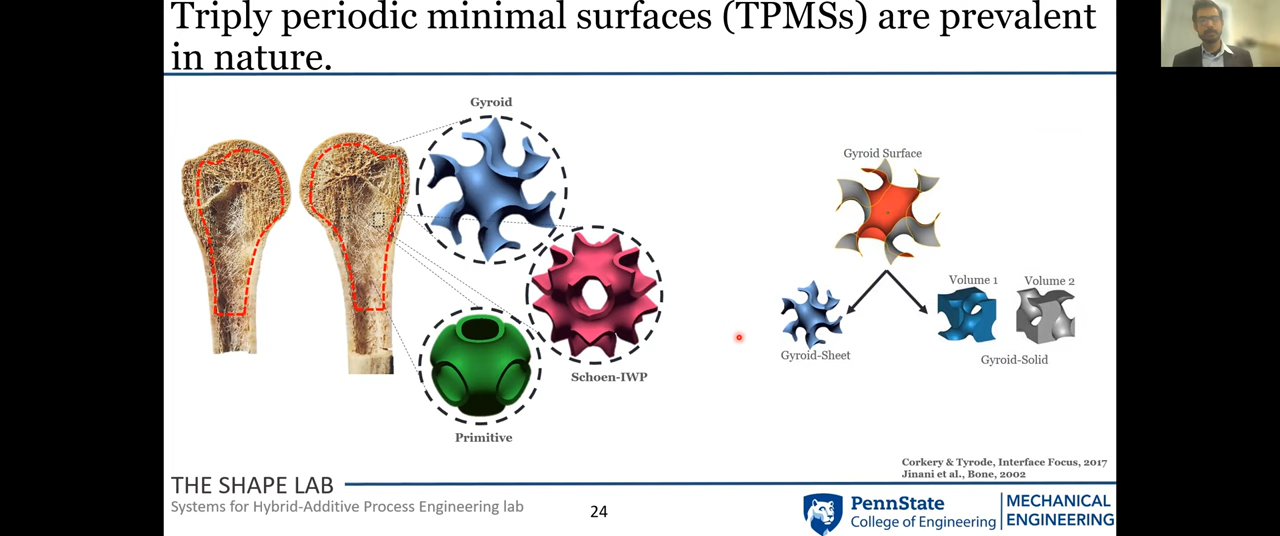 Triply periodic minimal surfaces (TPMSs) are prevalent
in nature.
Gyroid
Schoen-IWP
Primitive
Gyroid Surface
Volume 1
Volume 2
Gyroid-Sheet
Gyroid-Solid
Corkery & Tyrode, Interface Focus, 2017
Jinani et al., Bone, 2002
THE SHAPE LAB
Systems for Hybrid-Additive Process Engineering lab
24
PennState
College of Engineering
MECHANICAL
ENGINEERING